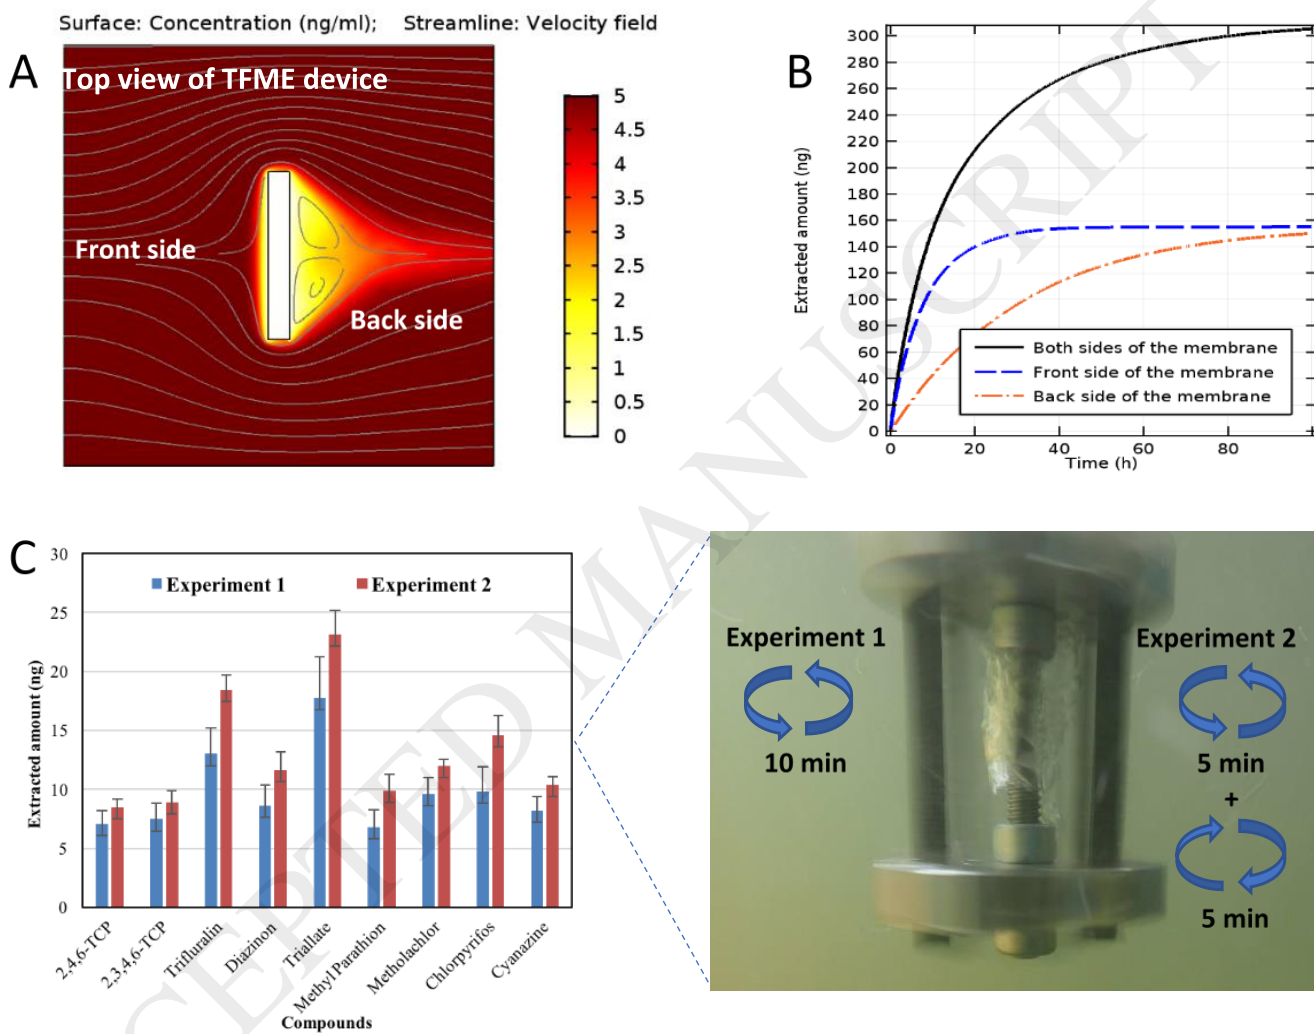 Surface: Concentration (ng/ml); Streamline: Velocity field
A
Top view of TFME device
Front side
Back side
5
4.5
4
3.5
3
2.5
2
1.5
1
0.5
0
B
Extracted amount (ng)
300
280
260
240
220
200
180
160
140
120
100
80
60
40
20
0
Both sides of the membrane
Front side of the membrane
Back side of the membrane
0 20 40 60 80
Time (h)
C
Extracted amount (ng)
30
25
20
15
10
5
0
Experiment 1 Experiment 2
2,4,6-TCP
2,3,4,6-TCP
Trifluralin
Diazinon
Triallate
Methyl Parathion
Metholachlor
Chlorpyrifos
Cyanazine
Compounds
Experiment 1
10 min
Experiment 2
5 min
+
5 min
CEPTED MANUSCRIPT